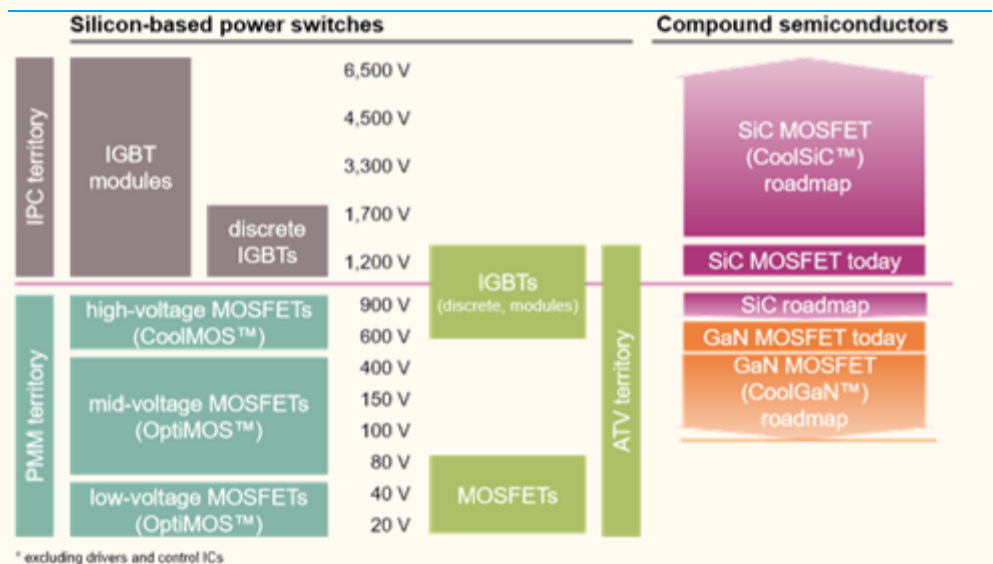 Silicon-based power switches
Compound semiconductors
IPC territory
IGBT
modules
discrete
IGBTs
6,500 V
4,500 V
3,300 V
1,700 V
1,200 V
SiC MOSFET
(CoolSiC™)
roadmap
SiC MOSFET today
PMM territory
high-voltage MOSFETs
(CoolMOS™)
mid-voltage MOSFETs
(OptiMOS™)
low-voltage MOSFETs
(OptiMOS™)
900 V
600 V
400 V
150 V
100 V
80 V
40 V
20 V
IGBTs
(discrete, modules)
MOSFETs
ATV territory
SiC roadmap
GaN MOSFET today
GaN MOSFET
(CoolGaN™)
roadmap
* excluding drivers and control ICs